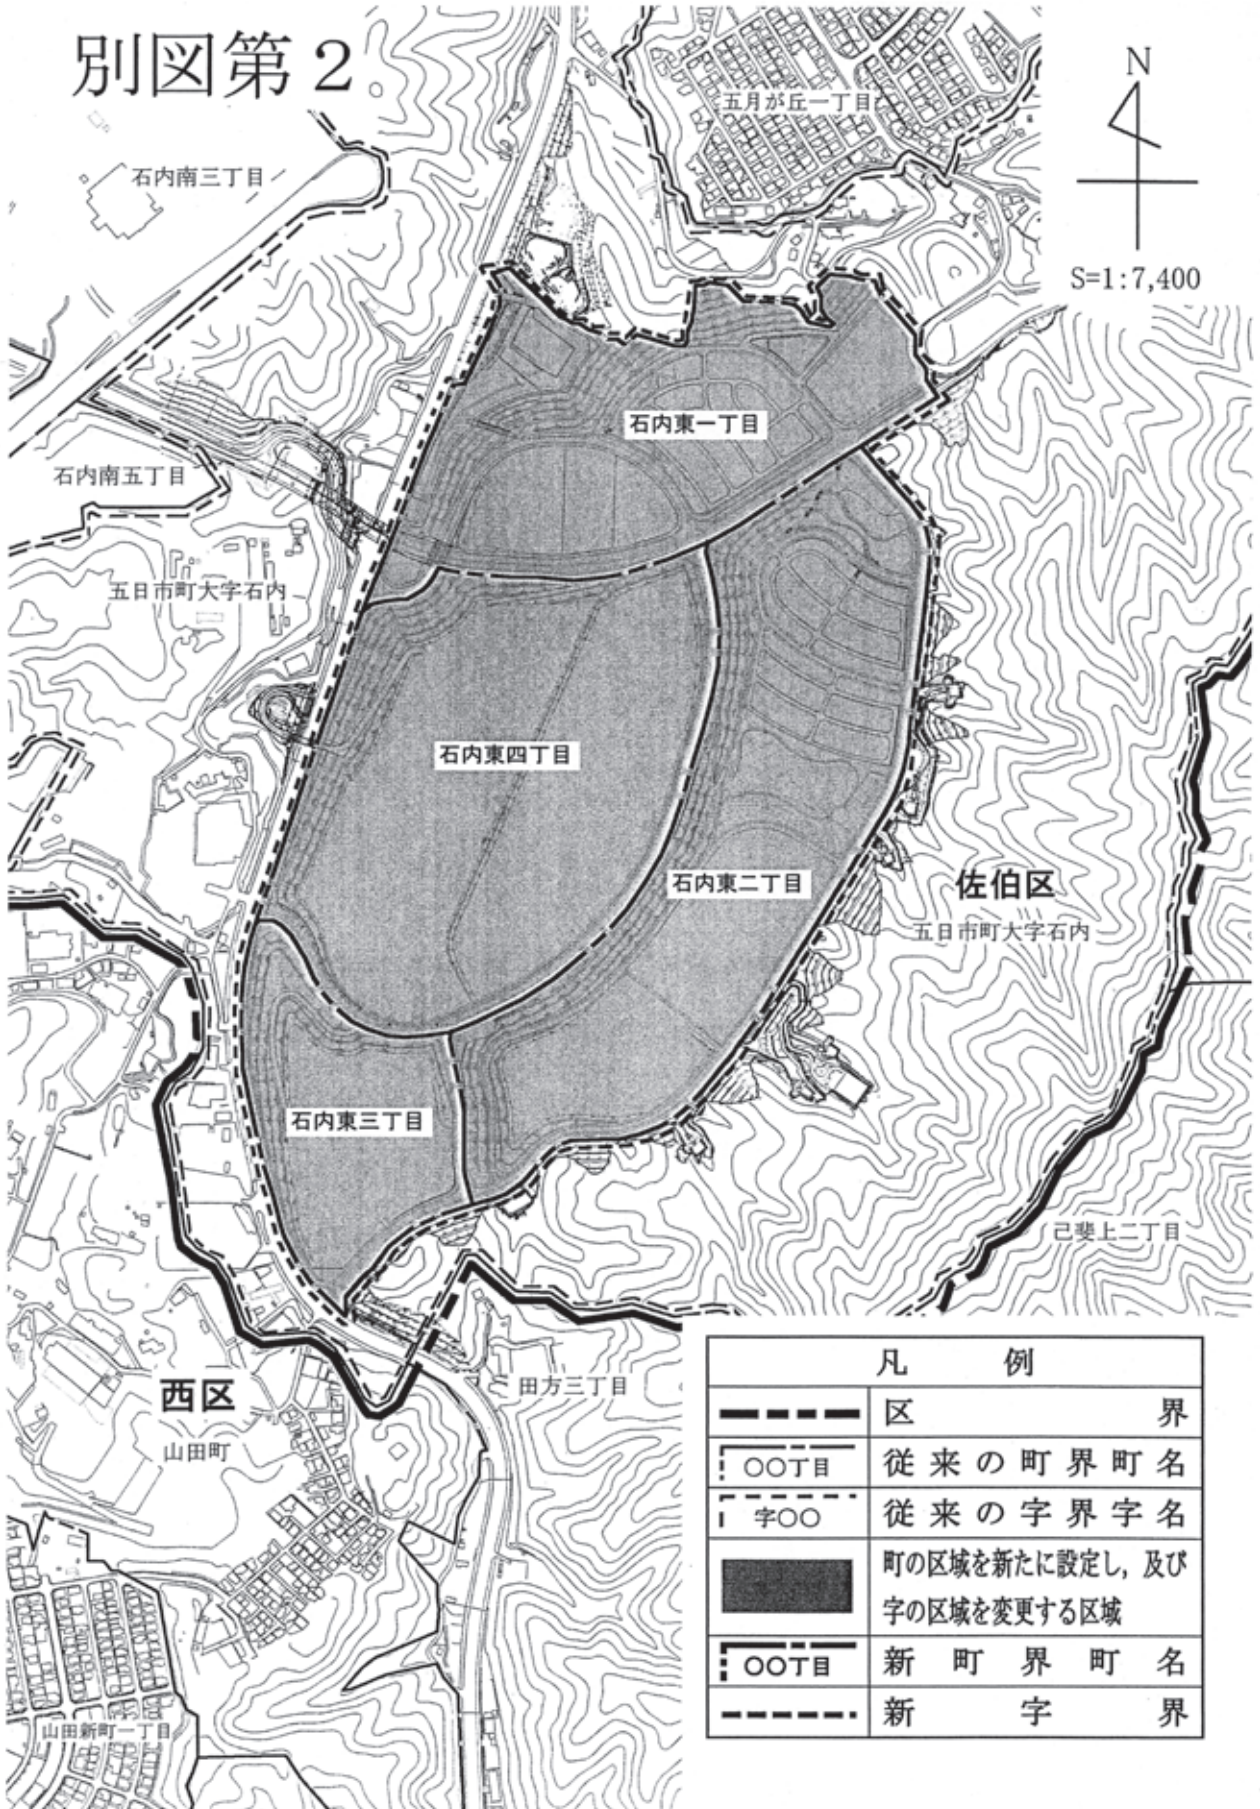 別図第2
五月が丘一丁目
N
石内南三丁目
S=1:7,400
石内東一丁目
石内南五丁目
五日市町大字石内
石内東四丁目
石内東二丁目
佐伯区
五日市町大字石内
石内東三丁目
己斐上二丁目
田方三丁目
西区
山田町
山田新町一丁目
凡例
区界
○○丁目 従来の町界町名
字○○ 従来の字界字名
町の区域を新たに設定し，及び
字の区域を変更する区域
○○丁目 新町界町名
新字界